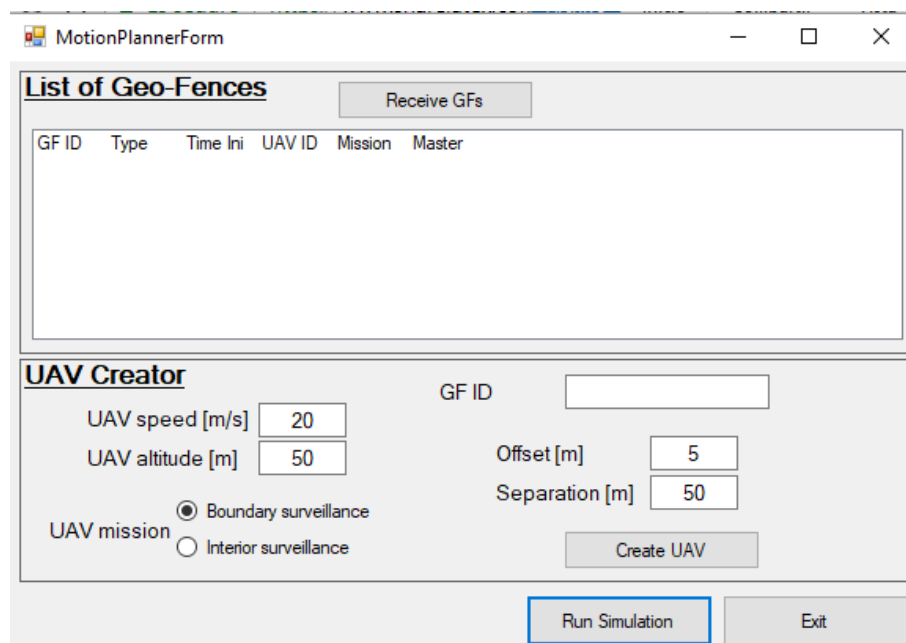 MotionPlannerForm
List of Geo-Fences
Receive GFs
GF ID Type Time Ini UAV ID Mission Master
UAV Creator
GF ID
UAV speed [m/s] 20
UAV altitude [m] 50
Offset [m] 5
Separation [m] 50
UAV mission
Boundary surveillance
Interior surveillance
Create UAV
Run Simulation Exit